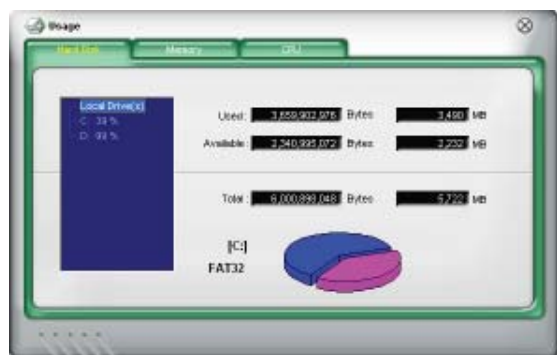 Usage
Hard Disk Memory CPU
Local Drive(s)
C: 39 %
D: 99 %
Used : 3,659,902,976 Bytes 3,490 MB
Available : 2,340,995,072 Bytes 2,232 MB
Total : 6,000,898,048 Bytes 5,722 MB
[C:]
FAT32